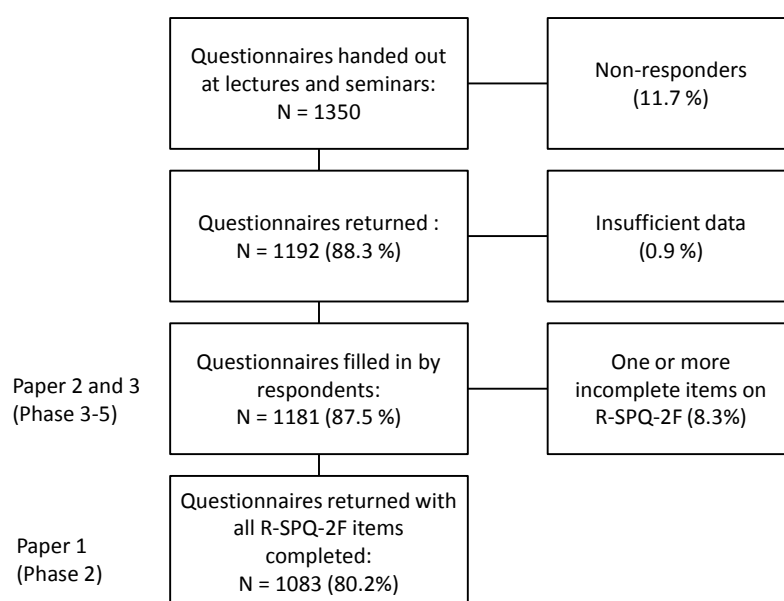 Questionnaires handed out
at lectures and seminars:
N = 1350
Non-responders
(11.7 %)
Questionnaires returned :
N = 1192 (88.3 %)
Insufficient data
(0.9 %)
Paper 2 and 3
(Phase 3-5)
Questionnaires filled in by
respondents:
N = 1181 (87.5 %)
One or more
incomplete items on
R-SPQ-2F (8.3%)
Paper 1
(Phase 2)
Questionnaires returned with
all R-SPQ-2F items
completed:
N = 1083 (80.2%)